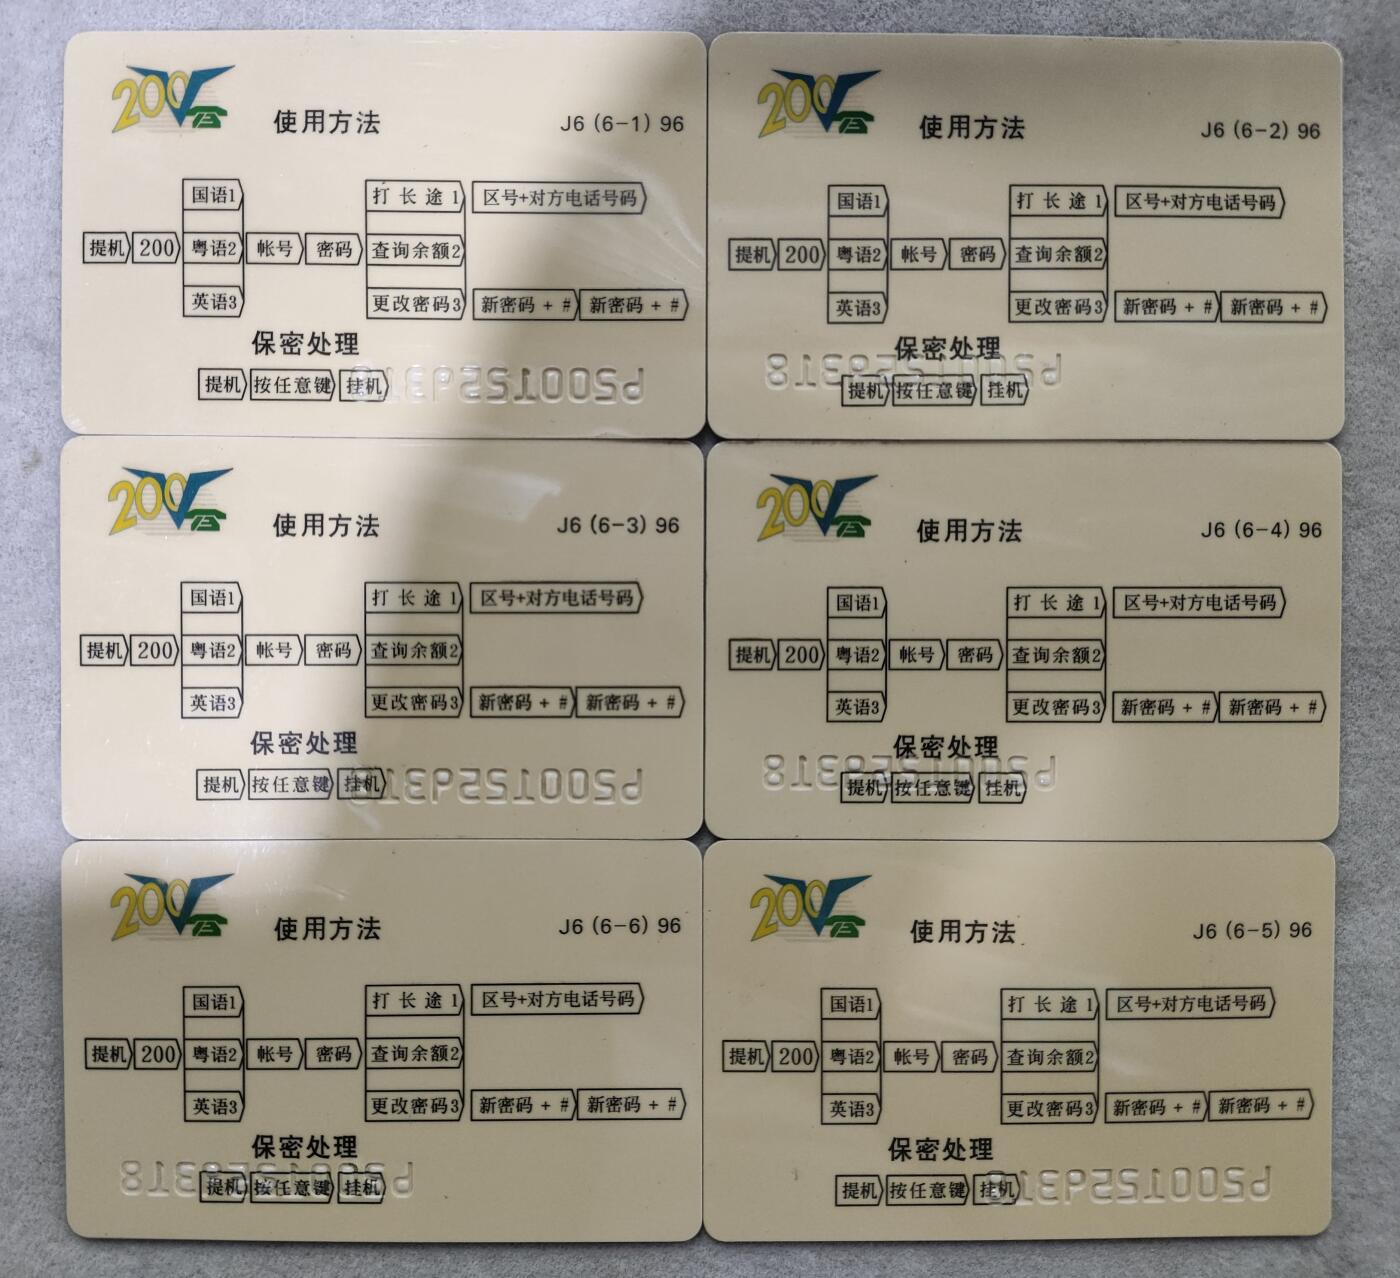 200
使用方法 J6 (6-1) 96
国语1 打长途1 区号+对方电话号码
提机 200 粤语2 帐号 密码 查询余额2
英语3 更改密码3 新密码 + # 新密码 + #
保密处理
提机 按任意键 挂机
200
使用方法 J6 (6-2) 96
国语1 打长途1 区号+对方电话号码
提机 200 粤语2 帐号 密码 查询余额2
英语3 更改密码3 新密码 + # 新密码 + #
保密处理
提机 按任意键 挂机
200
使用方法 J6 (6-3) 96
国语1 打长途1 区号+对方电话号码
提机 200 粤语2 帐号 密码 查询余额2
英语3 更改密码3 新密码 + # 新密码 + #
保密处理
提机 按任意键 挂机
200
使用方法 J6 (6-4) 96
国语1 打长途1 区号+对方电话号码
提机 200 粤语2 帐号 密码 查询余额2
英语3 更改密码3 新密码 + # 新密码 + #
保密处理
提机 按任意键 挂机
200
使用方法 J6 (6-6) 96
国语1 打长途1 区号+对方电话号码
提机 200 粤语2 帐号 密码 查询余额2
英语3 更改密码3 新密码 + # 新密码 + #
保密处理
提机 按任意键 挂机
200
使用方法 J6 (6-5) 96
国语1 打长途1 区号+对方电话号码
提机 200 粤语2 帐号 密码 查询余额2
英语3 更改密码3 新密码 + # 新密码 + #
保密处理
提机 按任意键 挂机